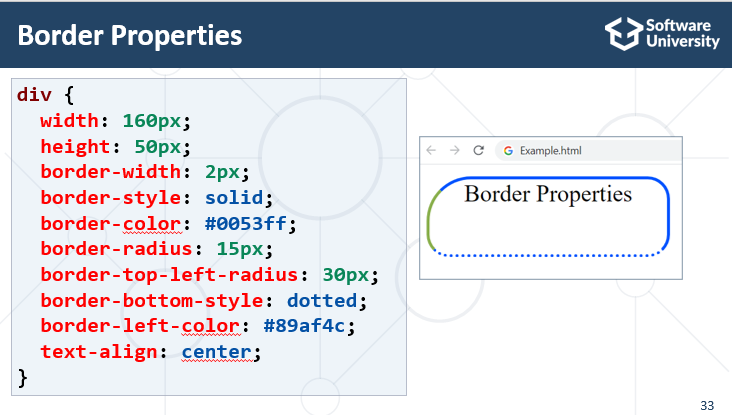 Border Properties
Software
University
div {
  width: 160px;
  height: 50px;
  border-width: 2px;
  border-style: solid;
  border-color: #0053ff;
  border-radius: 15px;
  border-top-left-radius: 30px;
  border-bottom-style: dotted;
  border-left-color: #89af4c;
  text-align: center;
}
Example.html
Border Properties
33